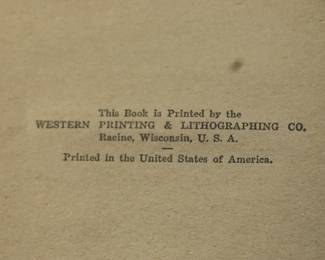 This Book is Printed by the
WESTERN PRINTING & LITHOGRAPHING CO.
Racine, Wisconsin, U. S. A.
—
Printed in the United States of America.